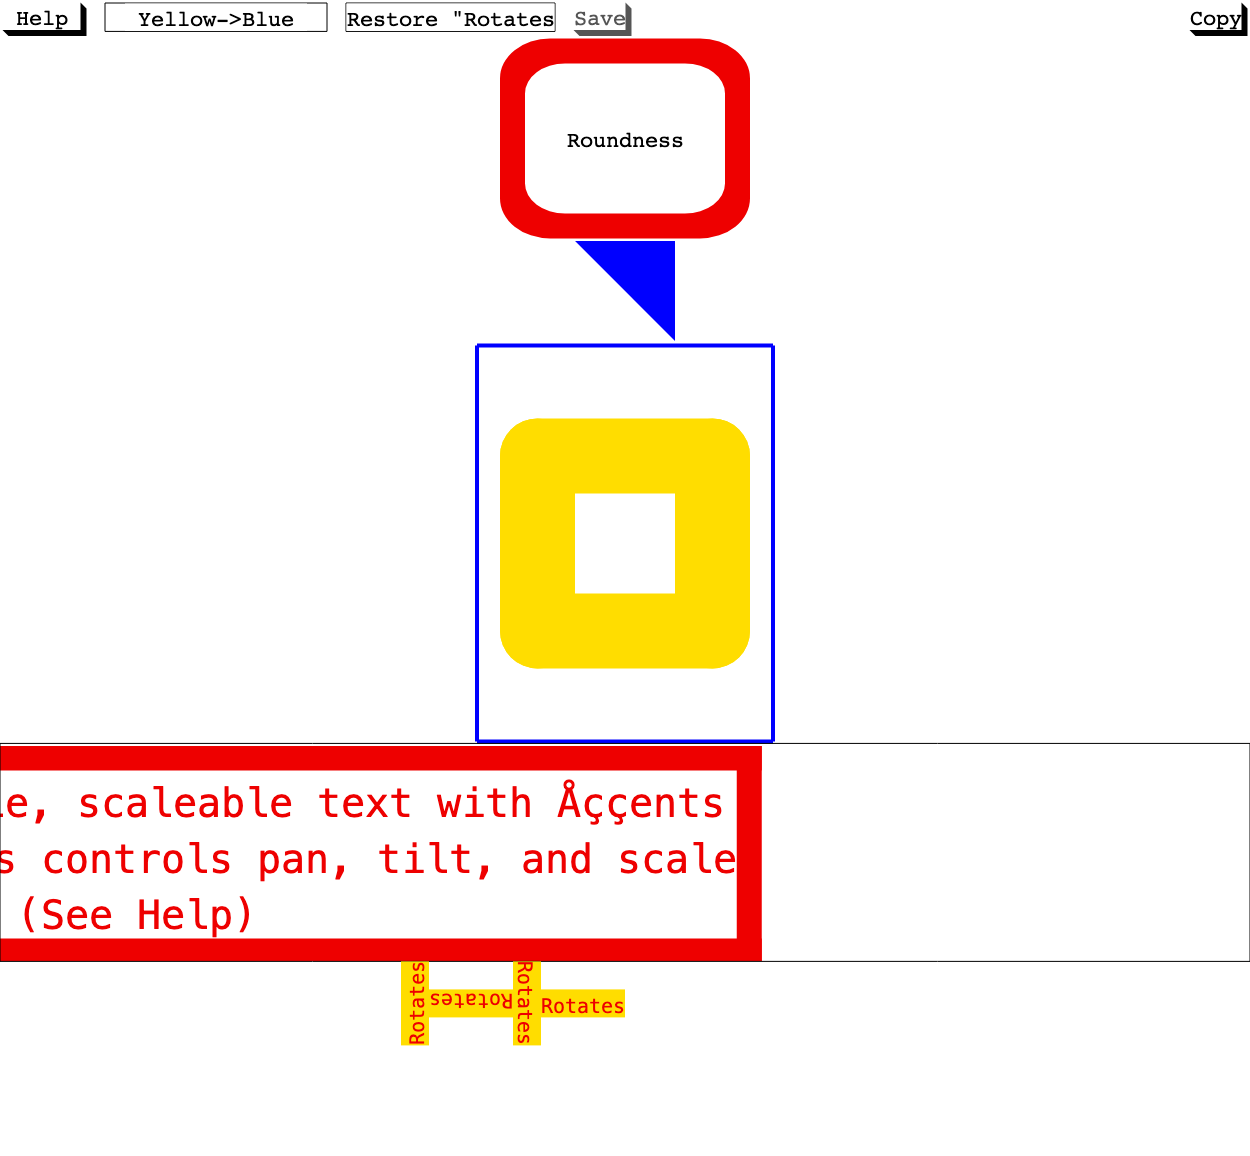 Help
Yellow->Blue
Restore "Rotates
Save
Copy
Roundness
le, scaleable text with Åççents
s controls pan, tilt, and scale
(See Help)
Rotates
Rotates
Rotates
Rotates